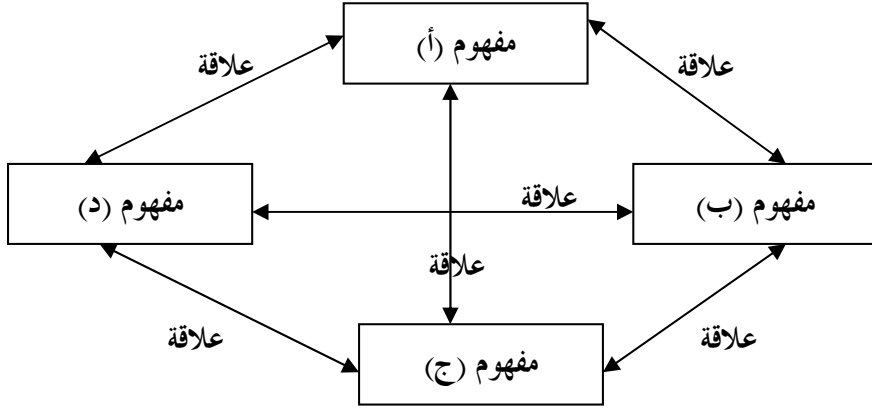 مفهوم (أ)
علاقة
علاقة
مفهوم (ب)
علاقة
مفهوم (د)
علاقة
علاقة
علاقة
مفهوم (ج)